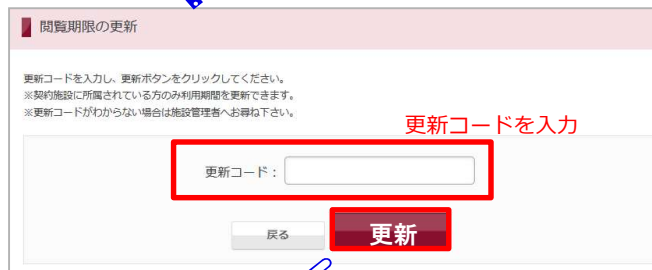 閲覧期限の更新
更新コードを入力し、更新ボタンをクリックしてください。
※契約施設に所属されている方のみ利用期間を更新できます。
※更新コードがわからない場合は施設管理者へお尋ね下さい。
更新コードを入力
更新コード：
戻る
更新